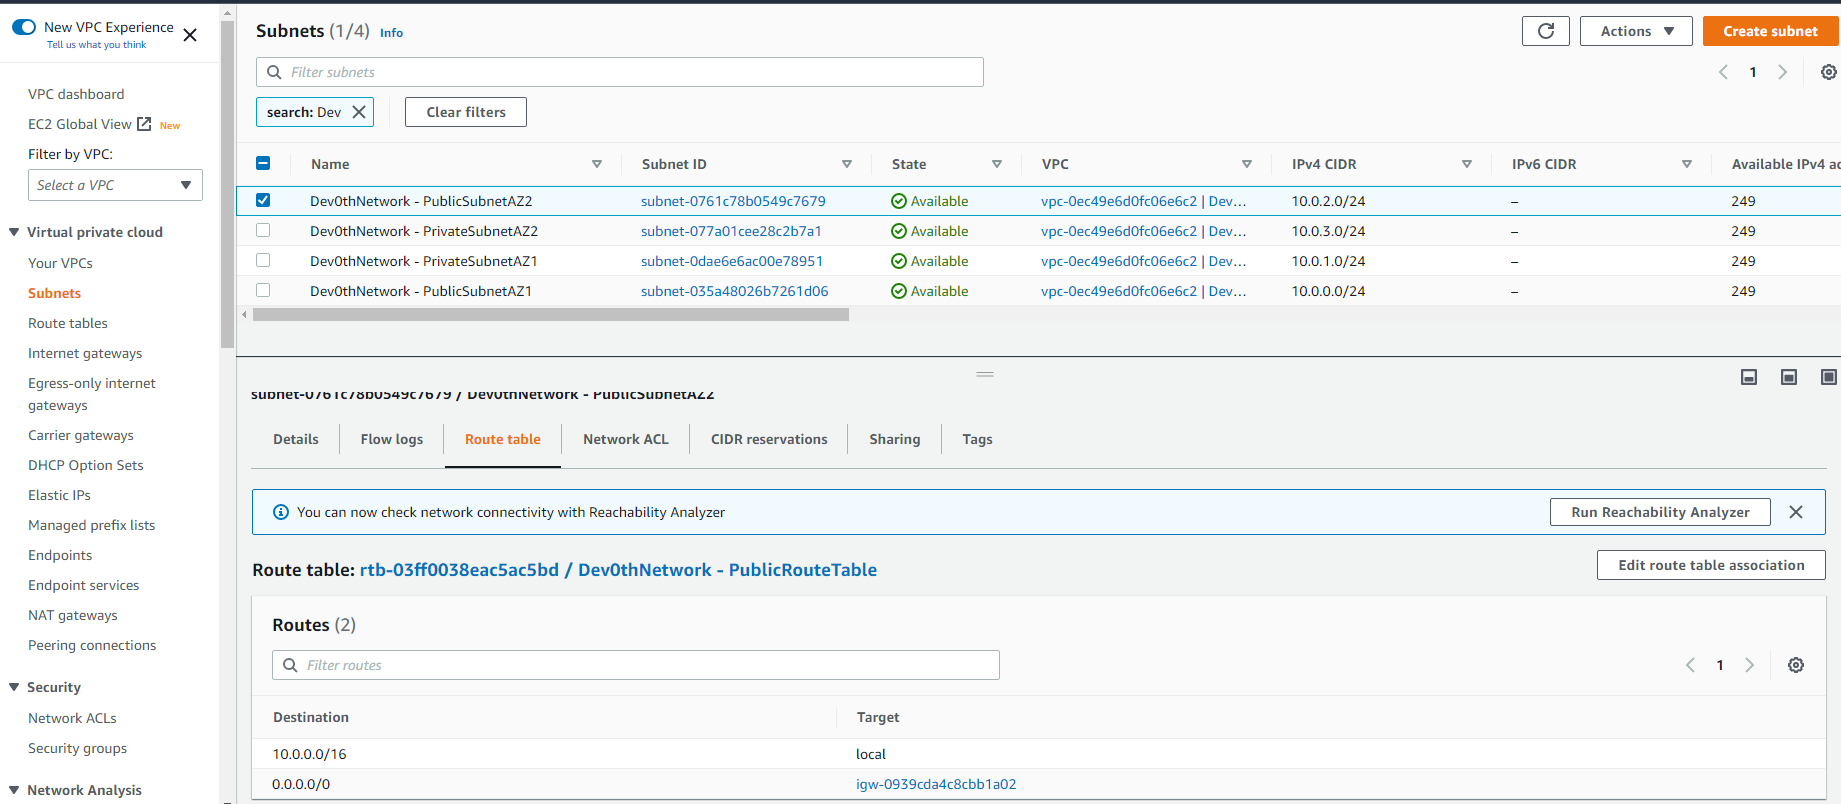 New VPC Experience
Tell us what you think
VPC dashboard
EC2 Global View New
Filter by VPC:
Select a VPC
Virtual private cloud
Your VPCs
Subnets
Route tables
Internet gateways
Egress-only internet
gateways
Carrier gateways
DHCP Option Sets
Elastic IPs
Managed prefix lists
Endpoints
Endpoint services
NAT gateways
Peering connections
Security
Network ACLs
Security groups
Network Analysis
Subnets (1/4) Info
Actions
Create subnet
Filter subnets
1
search: Dev
Clear filters
Name Subnet ID State VPC IPv4 CIDR IPv6 CIDR Available IPv4 ad
Dev0thNetwork - PublicSubnetAZ2 subnet-0761c78b0549c7679 Available vpc-0ec49e6d0fc06e6c2 | Dev... 10.0.2.0/24 – 249
Dev0thNetwork - PrivateSubnetAZ2 subnet-077a01cee28c2b7a1 Available vpc-0ec49e6d0fc06e6c2 | Dev... 10.0.3.0/24 – 249
Dev0thNetwork - PrivateSubnetAZ1 subnet-0dae6e6ac00e78951 Available vpc-0ec49e6d0fc06e6c2 | Dev... 10.0.1.0/24 – 249
Dev0thNetwork - PublicSubnetAZ1 subnet-035a48026b7261d06 Available vpc-0ec49e6d0fc06e6c2 | Dev... 10.0.0.0/24 – 249
subnet-0761c78b0549c7679 / Dev0thNetwork - PublicSubnetAZ2
Details Flow logs Route table Network ACL CIDR reservations Sharing Tags
You can now check network connectivity with Reachability Analyzer
Run Reachability Analyzer
Route table: rtb-03ff0038eac5ac5bd / Dev0thNetwork - PublicRouteTable
Edit route table association
Routes (2)
Filter routes
1
Destination Target
10.0.0.0/16 local
0.0.0.0/0 igw-0939cda4c8cbb1a02